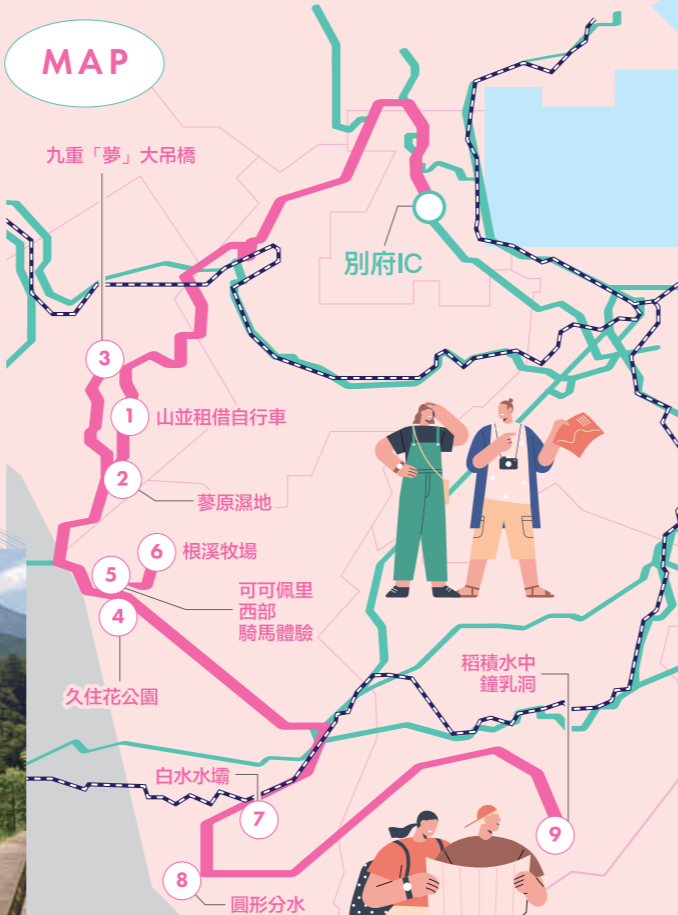 MAP
九重「夢」大吊橋
別府IC
3
1
山並租借自行車
2
蓼原濕地
6
根溪牧場
5
可可佩里
西部
騎馬體驗
4
久住花公園
稻積水中
鐘乳洞
白水水壩
7
9
8
圓形分水